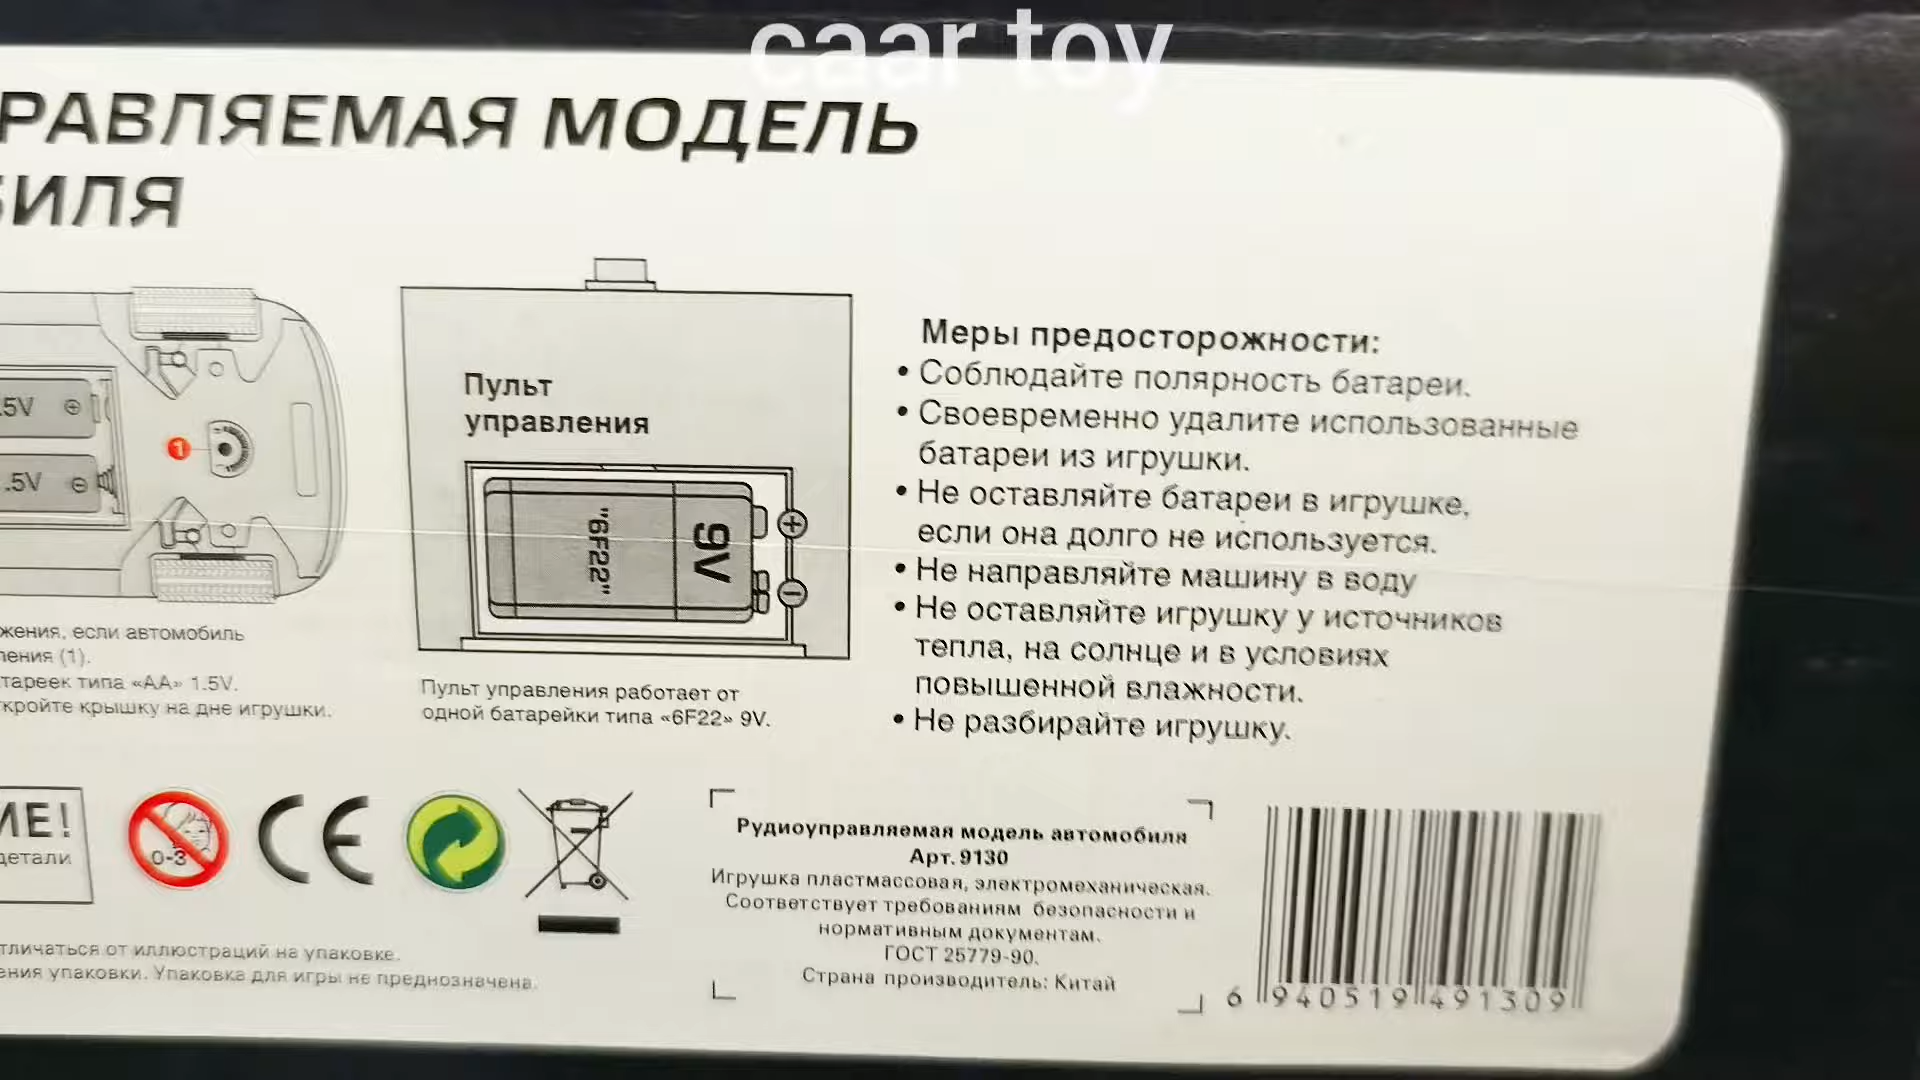 caar toy
РАВЛЯЕМАЯ МОДЕЛЬ
БИЛЯ
Пульт
управления
.5V
.5V
1
9V
"6F22"
жения, если автомобиль
ления (1).
тареек типа «АА» 1.5V.
ткройте крышку на дне игрушки.
Пульт управления работает от
одной батарейки типа «6F22» 9V.
Меры предосторожности:
• Соблюдайте полярность батареи.
• Своевременно удалите использованные
батареи из игрушки.
• Не оставляйте батареи в игрушке,
если она долго не используется.
• Не направляйте машину в воду
• Не оставляйте игрушку у источников
тепла, на солнце и в условиях
повышенной влажности.
• Не разбирайте игрушку.
ИЕ!
детали
0-3
CE
Рудиоуправляемая модель автомобиля
Арт. 9130
Игрушка пластмассовая, электромеханическая.
Соответствует требованиям безопасности и
нормативным документам.
ГОСТ 25779-90.
Страна производитель: Китай
6 940519 491309
тличаться от иллюстраций на упаковке.
ения упаковки. Упаковка для игры не предназначена.